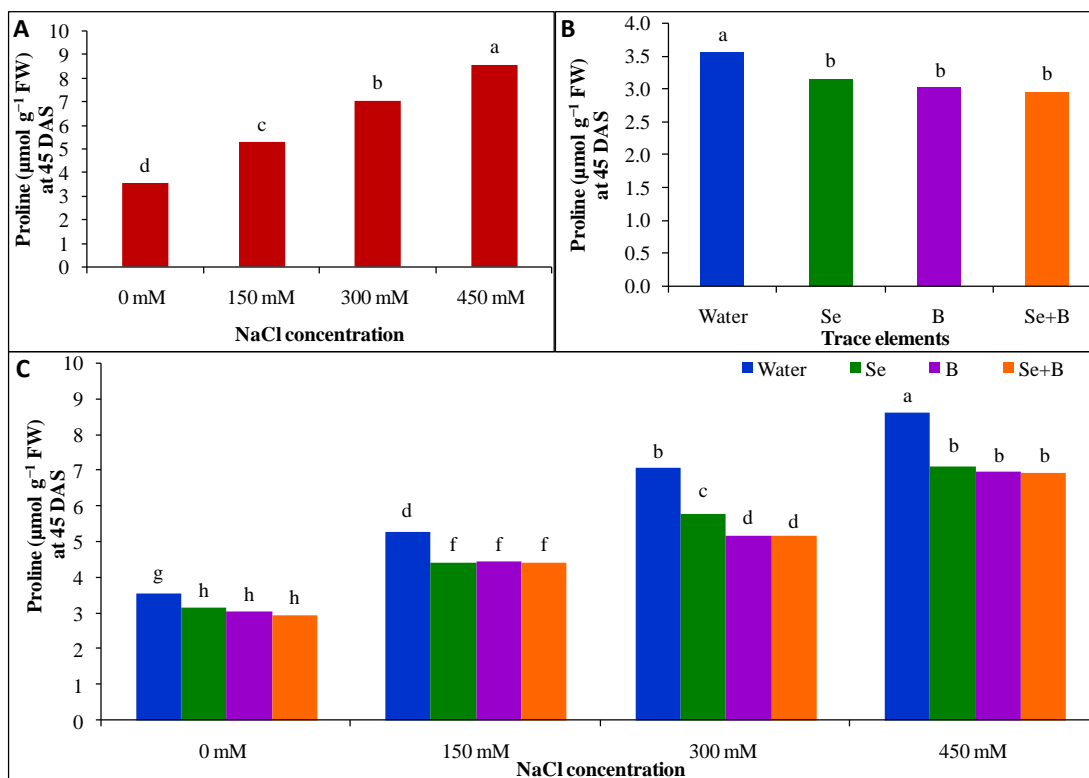 A
Proline (µmol g⁻¹ FW)
at 45 DAS
10
9
8
7
6
5
4
3
2
1
0
d
c
b
a
0 mM 150 mM 300 mM 450 mM
NaCl concentration
B
Proline (µmol g⁻¹ FW)
at 45 DAS
4.0
3.5
3.0
2.5
2.0
1.5
1.0
0.5
0.0
a
b
b
b
Water Se B Se+B
Trace elements
C
Proline (µmol g⁻¹ FW)
at 45 DAS
Water Se B Se+B
10
9
8
7
6
5
4
3
2
1
0
g h h h
d f f f
b c d d
a b b b
0 mM 150 mM 300 mM 450 mM
NaCl concentration